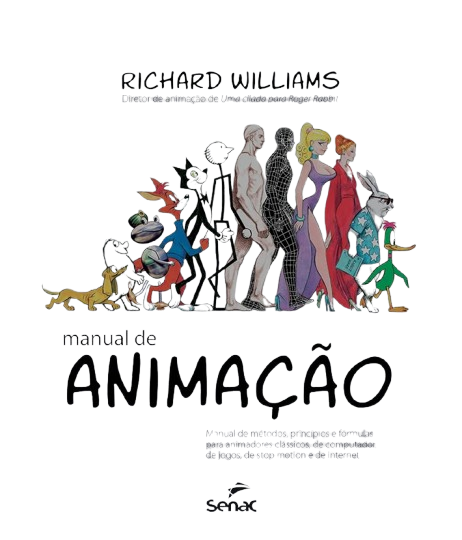 RICHARD WILLIAMS
Diretor de animação de Uma cilada para Roger Rabbit
manual de
ANIMAÇÃO
Manual de métodos, princípios e fórmulas
para animadores clássicos, de computador,
de jogos, de stop motion e de internet
senac